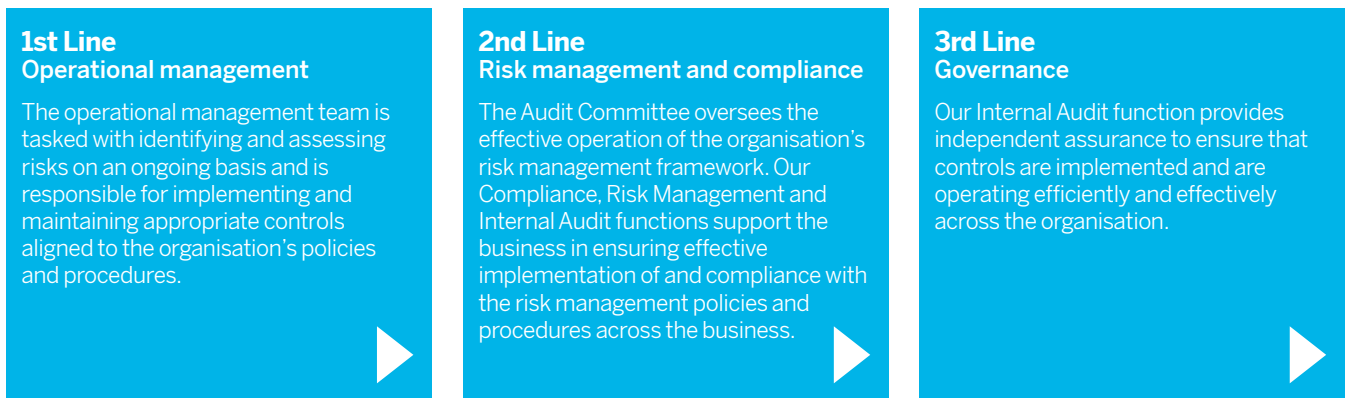 1st Line
Operational management
The operational management team is
tasked with identifying and assessing
risks on an ongoing basis and is
responsible for implementing and
maintaining appropriate controls
aligned to the organisation's policies
and procedures.
2nd Line
Risk management and compliance
The Audit Committee oversees the
effective operation of the organisation's
risk management framework. Our
Compliance, Risk Management and
Internal Audit functions support the
business in ensuring effective
implementation of and compliance with
the risk management policies and
procedures across the business.
3rd Line
Governance
Our Internal Audit function provides
independent assurance to ensure that
controls are implemented and are
operating efficiently and effectively
across the organisation.